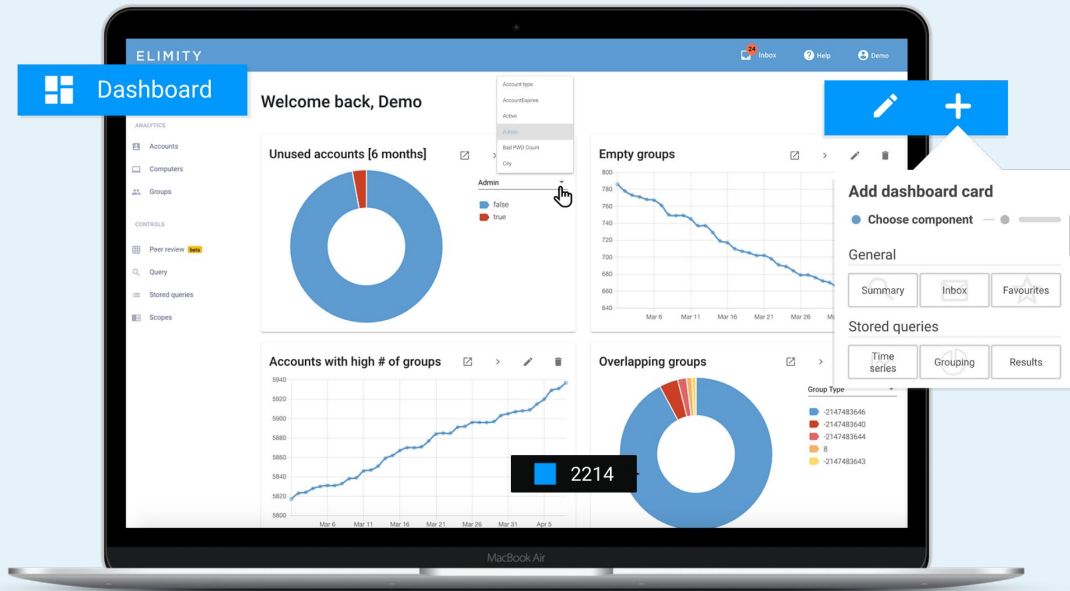 ELIMITY
24
Inbox
Help
Demo
Dashboard
Welcome back, Demo
ANALYTICS
Accounts
Computers
Groups
CONTROLS
Peer review beta
Query
Stored queries
Scopes
Unused accounts [6 months]
Account type
AccountExpires
Active
Admin
Bad PWD Count
City
Admin
false
true
Empty groups
800
780
760
740
720
700
680
660
640
Mar 6 Mar 11 Mar 16 Mar 21 Mar 26
Add dashboard card
Choose component
General
Summary Inbox Favourites
Stored queries
Time series Grouping Results
Accounts with high # of groups
5940
5920
5900
5880
5860
5840
5820
5800
Mar 6 Mar 11 Mar 16 Mar 21 Mar 26 Mar 31 Apr 5
Overlapping groups
Group Type
-2147483646
-2147483640
-2147483644
8
-2147483643
2214
MacBook Air